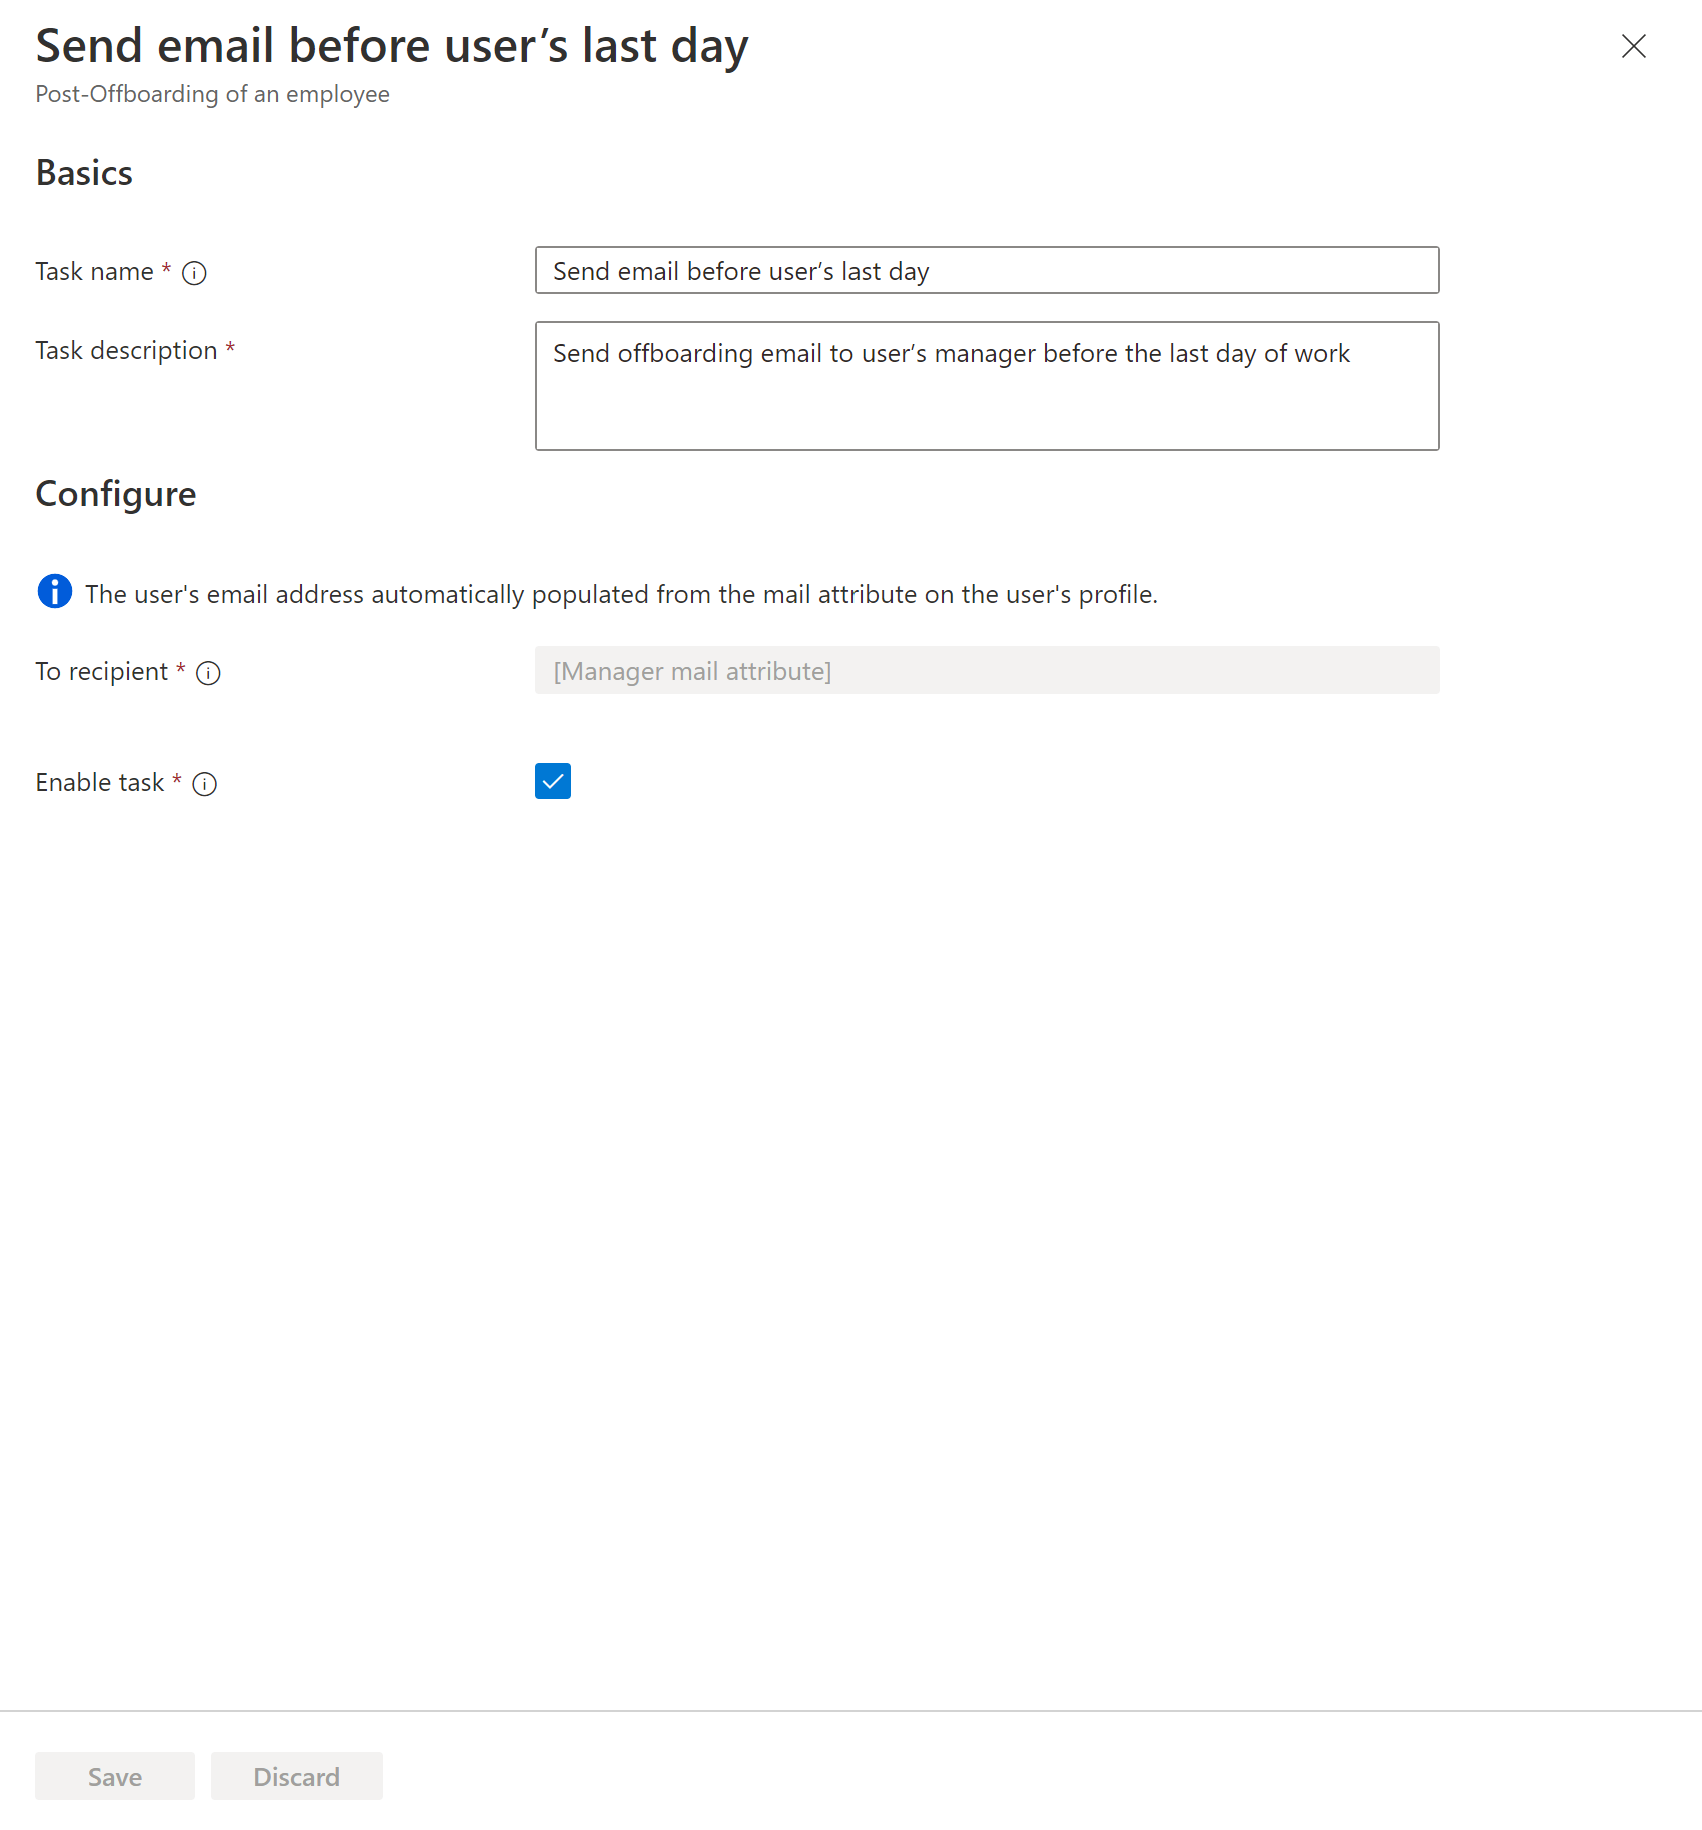 Send email before user’s last day
Post-Offboarding of an employee
Basics
Task name *
Send email before user’s last day
Task description *
Send offboarding email to user’s manager before the last day of work
Configure
The user's email address automatically populated from the mail attribute on the user's profile.
To recipient *
[Manager mail attribute]
Enable task *
Save
Discard